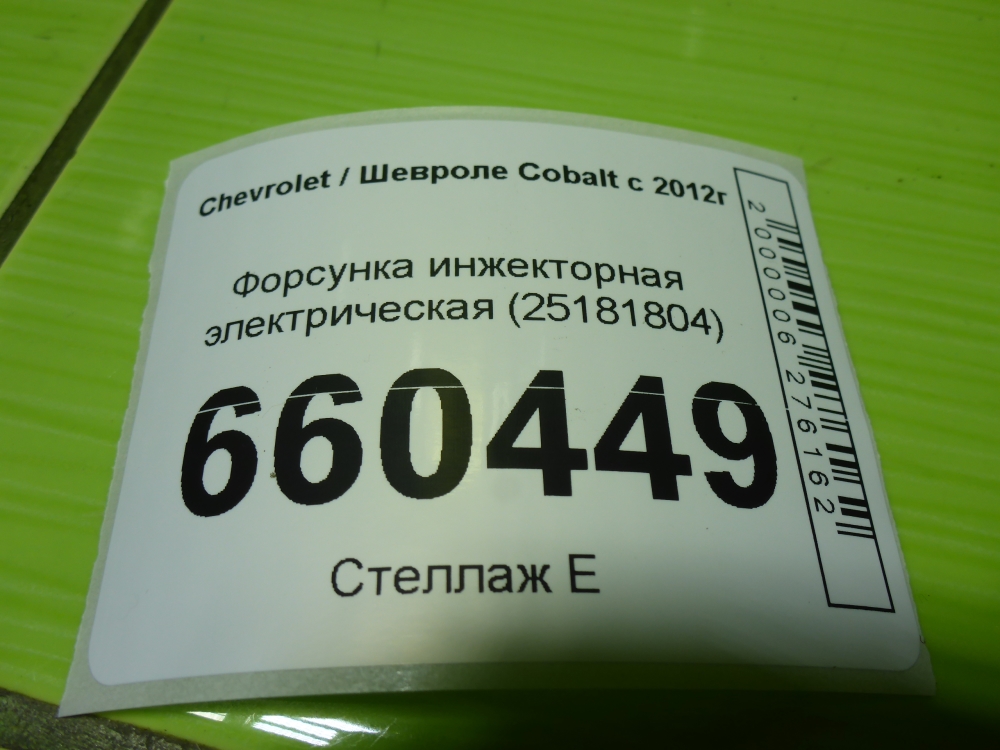 Chevrolet / Шевроле Cobalt с 2012г
Форсунка инжекторная
электрическая (25181804)
660449
Стеллаж Е
2000006276162